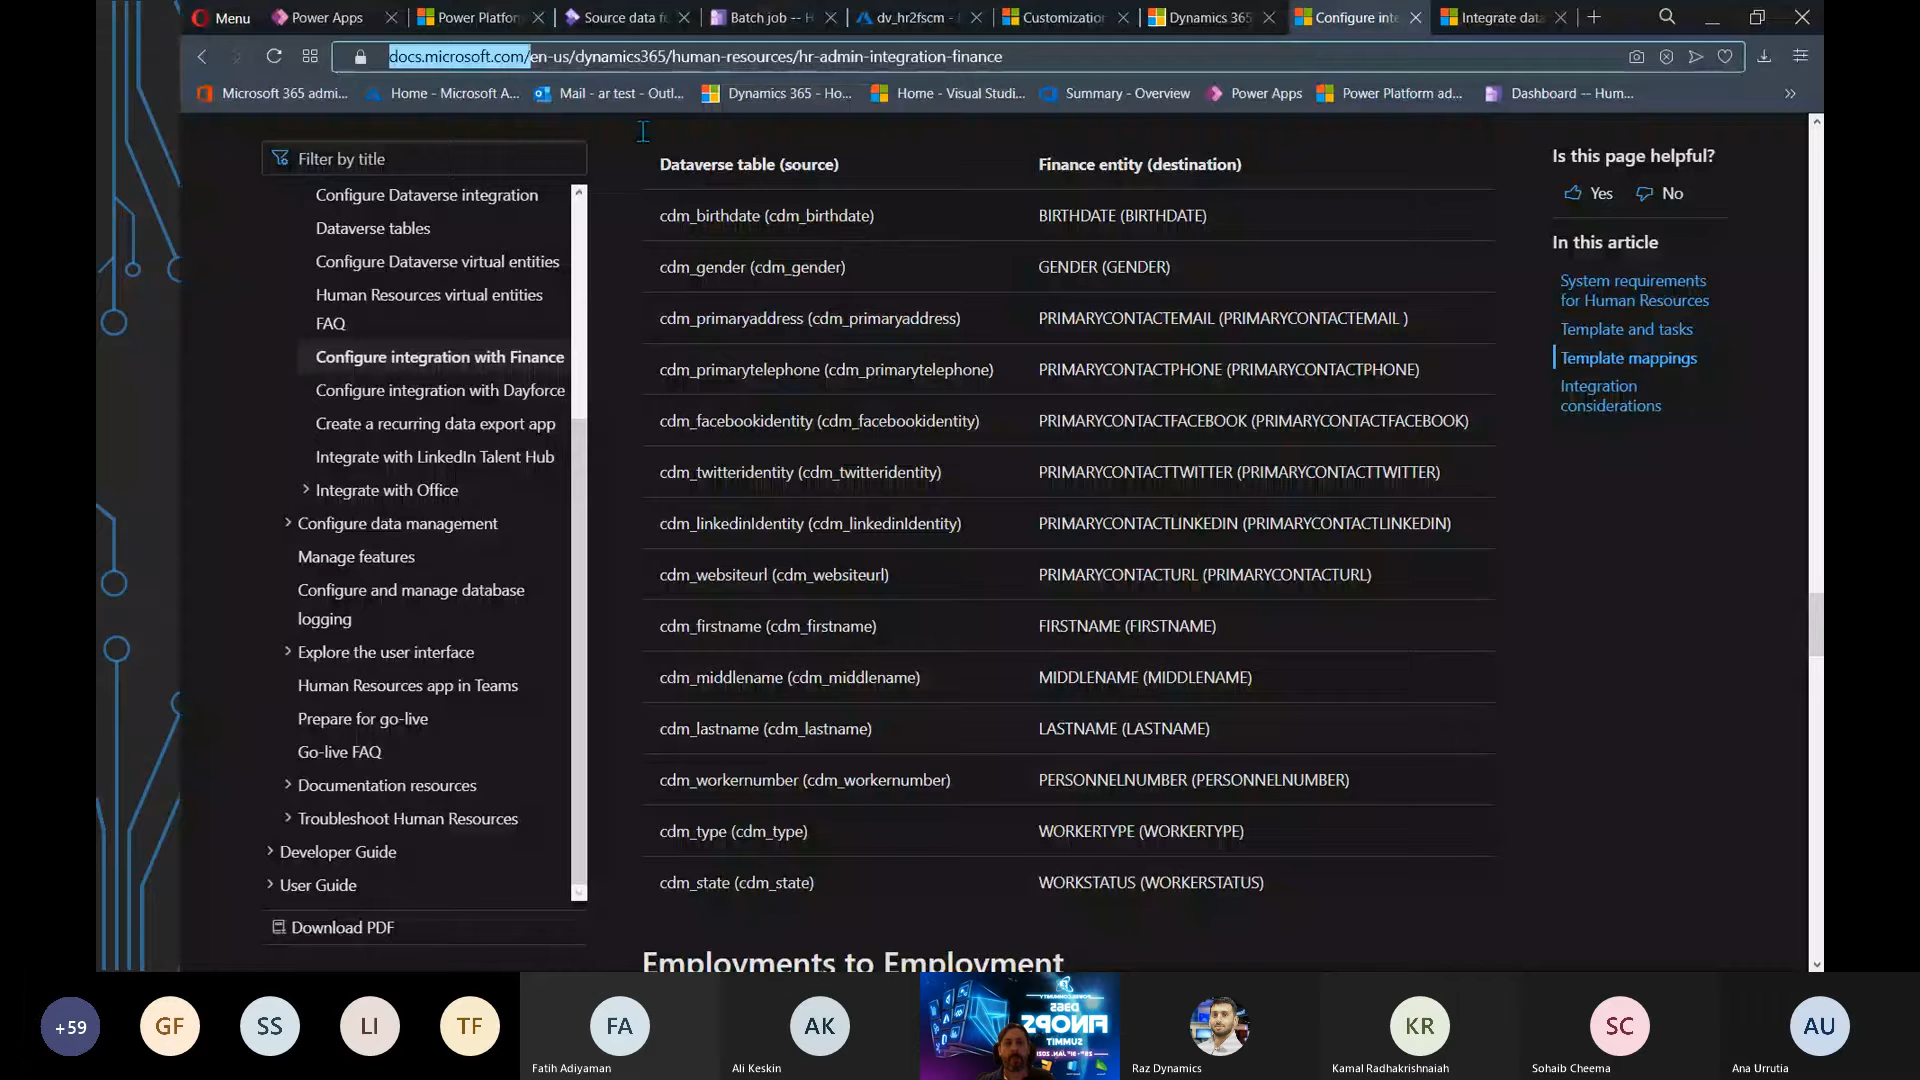 Menu
Power Apps
Power Platfon
Source data f
Batch job -- H
dv_hr2fscm -
Customizatio
Dynamics 365
Configure inte
Integrate data
docs.microsoft.com/en-us/dynamics365/human-resources/hr-admin-integration-finance
Microsoft 365 admi...
Home - Microsoft A...
Mail - ar test - Outl...
Dynamics 365 - Ho...
Home - Visual Studi...
Summary - Overview
Power Apps
Power Platform ad...
Dashboard -- Hum...
Filter by title
Configure Dataverse integration
Dataverse tables
Configure Dataverse virtual entities
Human Resources virtual entities
FAQ
Configure integration with Finance
Configure integration with Dayforce
Create a recurring data export app
Integrate with LinkedIn Talent Hub
Integrate with Office
Configure data management
Manage features
Configure and manage database
logging
Explore the user interface
Human Resources app in Teams
Prepare for go-live
Go-live FAQ
Documentation resources
Troubleshoot Human Resources
Developer Guide
User Guide
Download PDF
Dataverse table (source) Finance entity (destination)
cdm_birthdate (cdm_birthdate) BIRTHDATE (BIRTHDATE)
cdm_gender (cdm_gender) GENDER (GENDER)
cdm_primaryaddress (cdm_primaryaddress) PRIMARYCONTACTEMAIL (PRIMARYCONTACTEMAIL )
cdm_primarytelephone (cdm_primarytelephone) PRIMARYCONTACTPHONE (PRIMARYCONTACTPHONE)
cdm_facebookidentity (cdm_facebookidentity) PRIMARYCONTACTFACEBOOK (PRIMARYCONTACTFACEBOOK)
cdm_twitteridentity (cdm_twitteridentity) PRIMARYCONTACTTWITTER (PRIMARYCONTACTTWITTER)
cdm_linkedinIdentity (cdm_linkedinIdentity) PRIMARYCONTACTLINKEDIN (PRIMARYCONTACTLINKEDIN)
cdm_websiteurl (cdm_websiteurl) PRIMARYCONTACTURL (PRIMARYCONTACTURL)
cdm_firstname (cdm_firstname) FIRSTNAME (FIRSTNAME)
cdm_middlename (cdm_middlename) MIDDLENAME (MIDDLENAME)
cdm_lastname (cdm_lastname) LASTNAME (LASTNAME)
cdm_workernumber (cdm_workernumber) PERSONNELNUMBER (PERSONNELNUMBER)
cdm_type (cdm_type) WORKERTYPE (WORKERTYPE)
cdm_state (cdm_state) WORKSTATUS (WORKERSTATUS)
Employments to Employment
Is this page helpful?
Yes No
In this article
System requirements
for Human Resources
Template and tasks
Template mappings
Integration
considerations
+59
GF
SS
LI
TF
FA
Fatih Adiyaman
AK
Ali Keskin
D365
FINOPS
SUMMIT
Raz Dynamics
KR
Kamal Radhakrishnaiah
SC
Sohaib Cheema
AU
Ana Urrutia